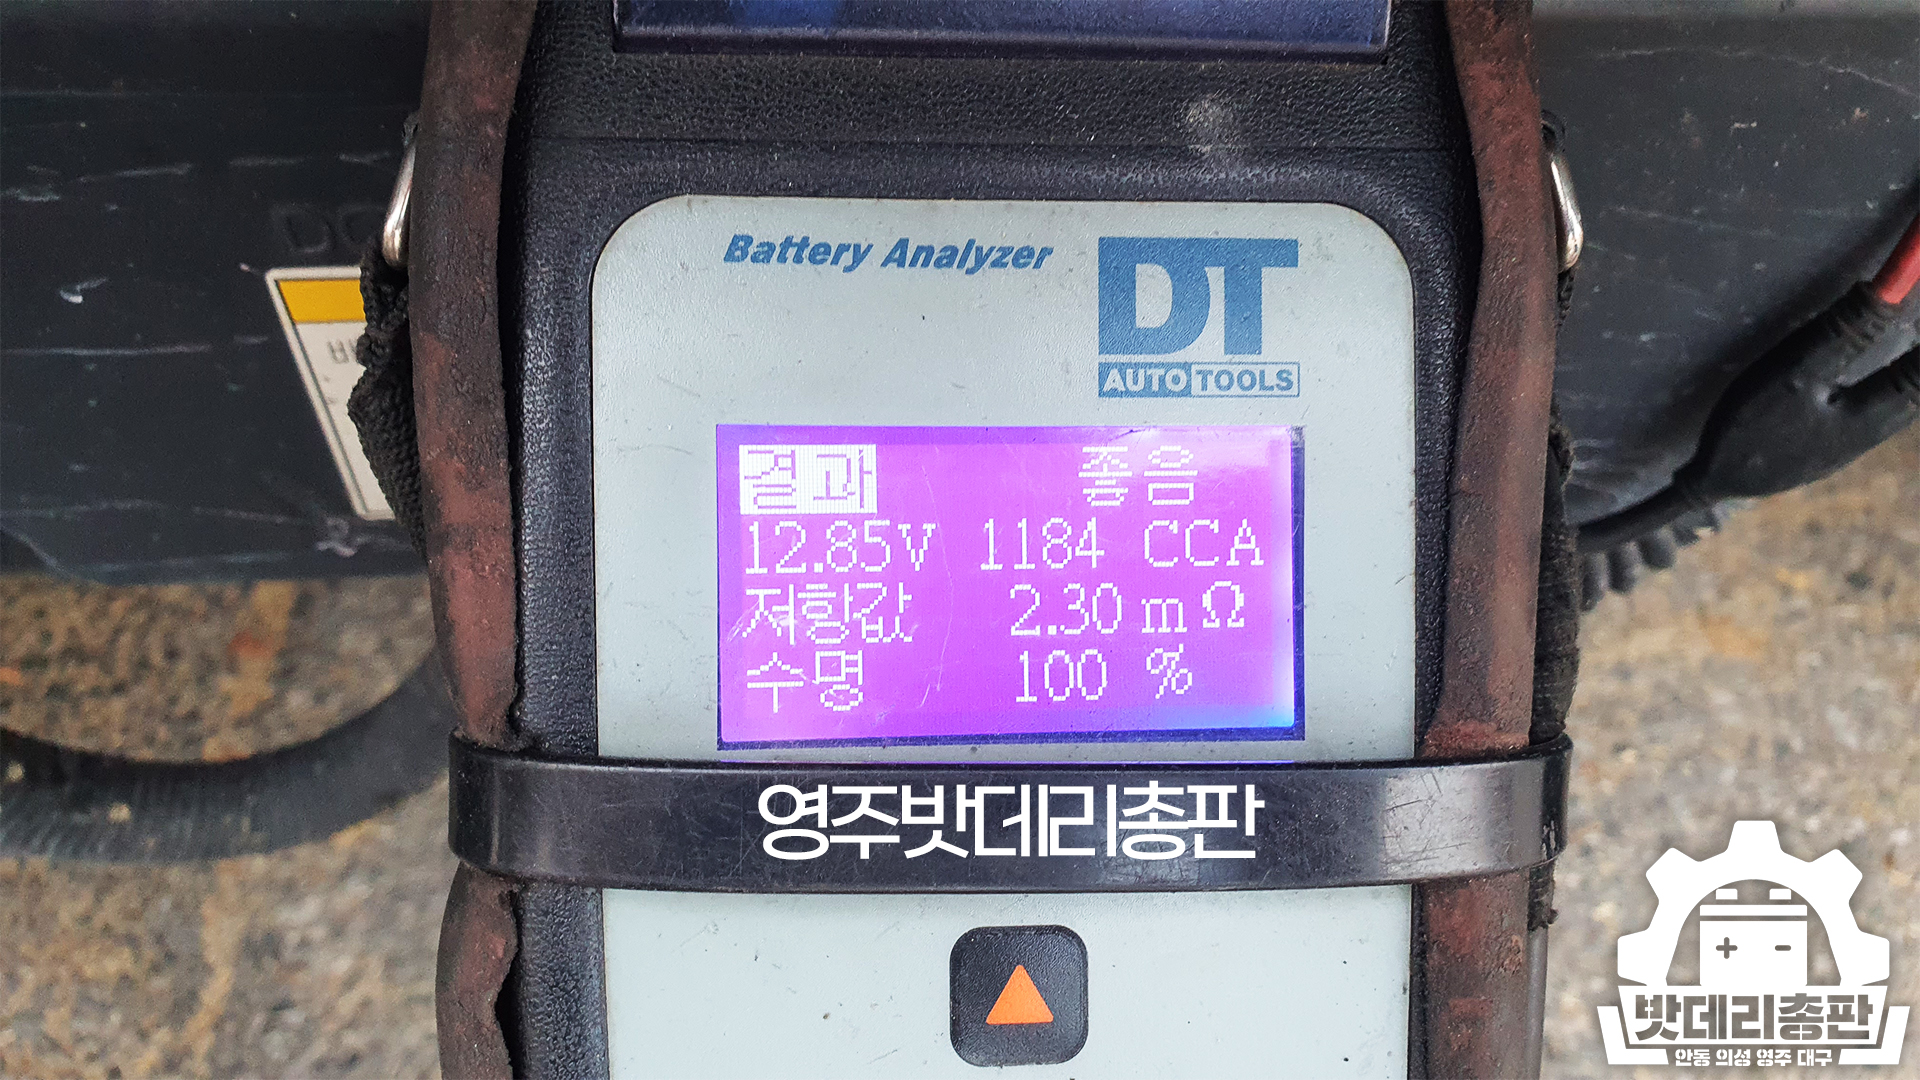 Battery Analyzer
DT
AUTO TOOLS
결과 좋음
12.85V 1184 CCA
저항값 2.30 mΩ
수명 100 %
영주밧데리총판
밧데리총판
안동 의성 영주 대구